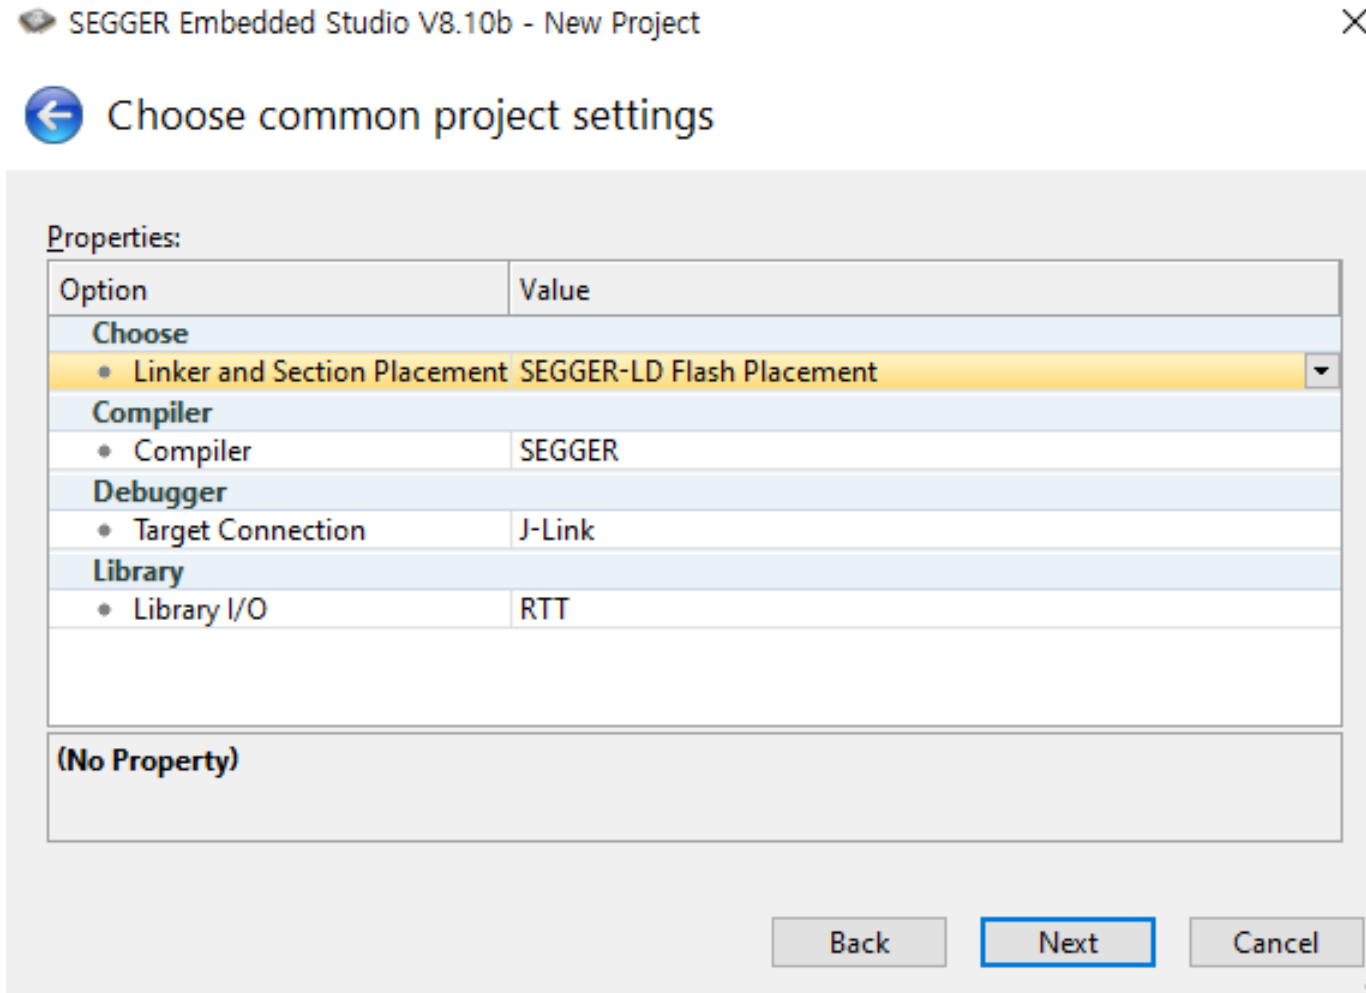 SEGGER Embedded Studio V8.10b - New Project
Choose common project settings
Properties:
Option Value
Choose
Linker and Section Placement SEGGER-LD Flash Placement
Compiler
Compiler SEGGER
Debugger
Target Connection J-Link
Library
Library I/O RTT
(No Property)
Back Next Cancel